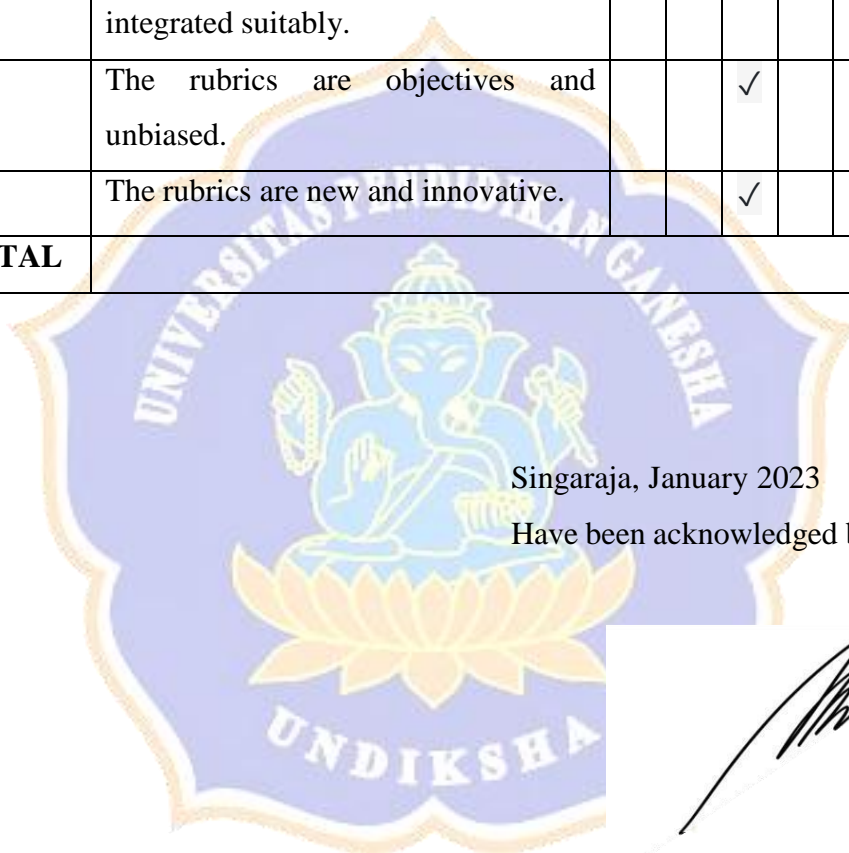 integrated suitably.
The rubrics are objectives and ✓
unbiased.
The rubrics are new and innovative. ✓
TAL
UNIVERSITAS PENDIDIKAN GANESHA
Singaraja, January 2023
Have been acknowledged
UNDIKSHA